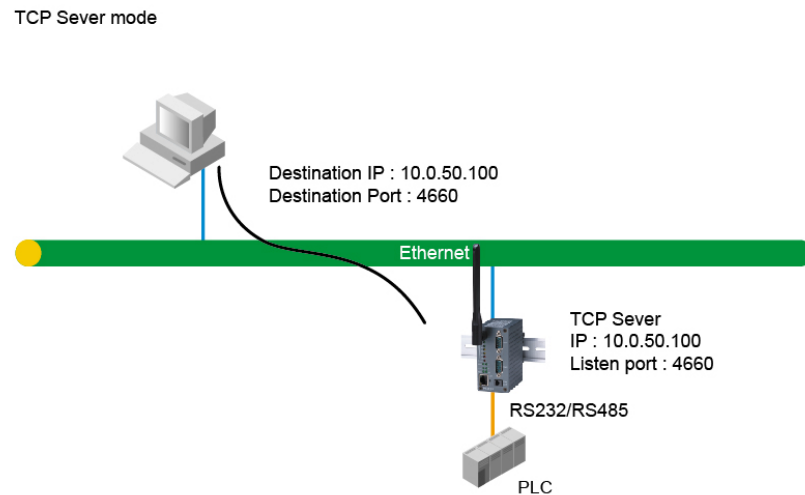 TCP Sever mode
Destination IP : 10.0.50.100
Destination Port : 4660
Ethernet
TCP Sever
IP : 10.0.50.100
Listen port : 4660
RS232/RS485
PLC